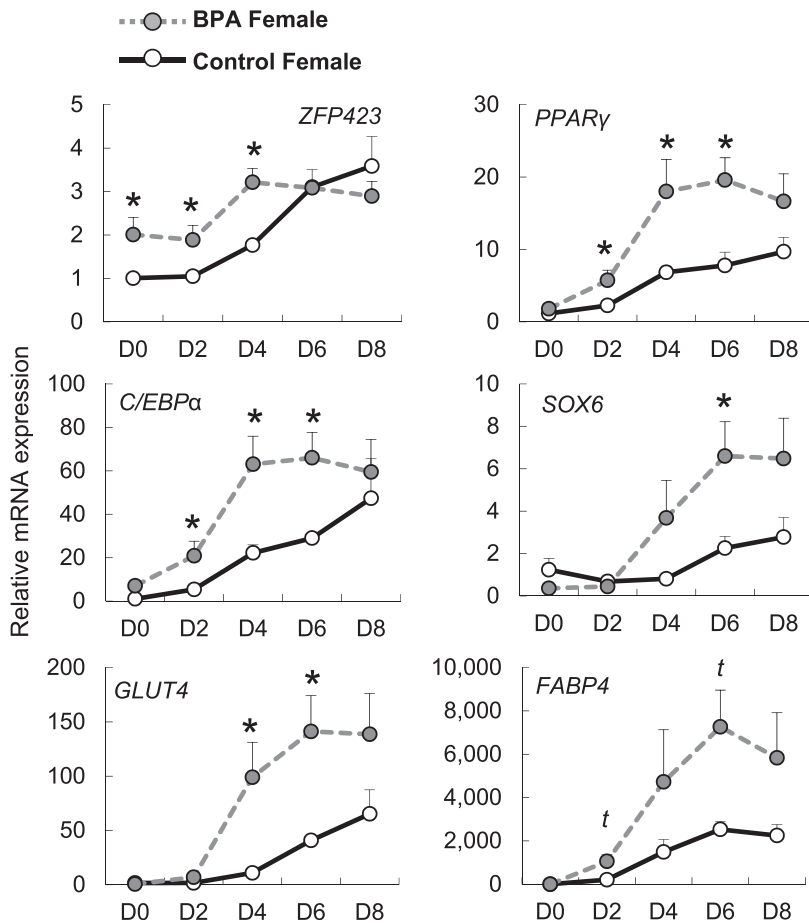 BPA Female
Control Female
Relative mRNA expression
ZFP423
5
4
3
2
1
0
* * *
D0 D2 D4 D6 D8
PPARγ
30
20
10
0
* * *
D0 D2 D4 D6 D8
C/EBPα
100
80
60
40
20
0
* * *
D0 D2 D4 D6 D8
SOX6
10
8
6
4
2
0
*
D0 D2 D4 D6 D8
GLUT4
200
150
100
50
0
* *
D0 D2 D4 D6 D8
FABP4
10,000
8,000
6,000
4,000
2,000
0
t t
D0 D2 D4 D6 D8